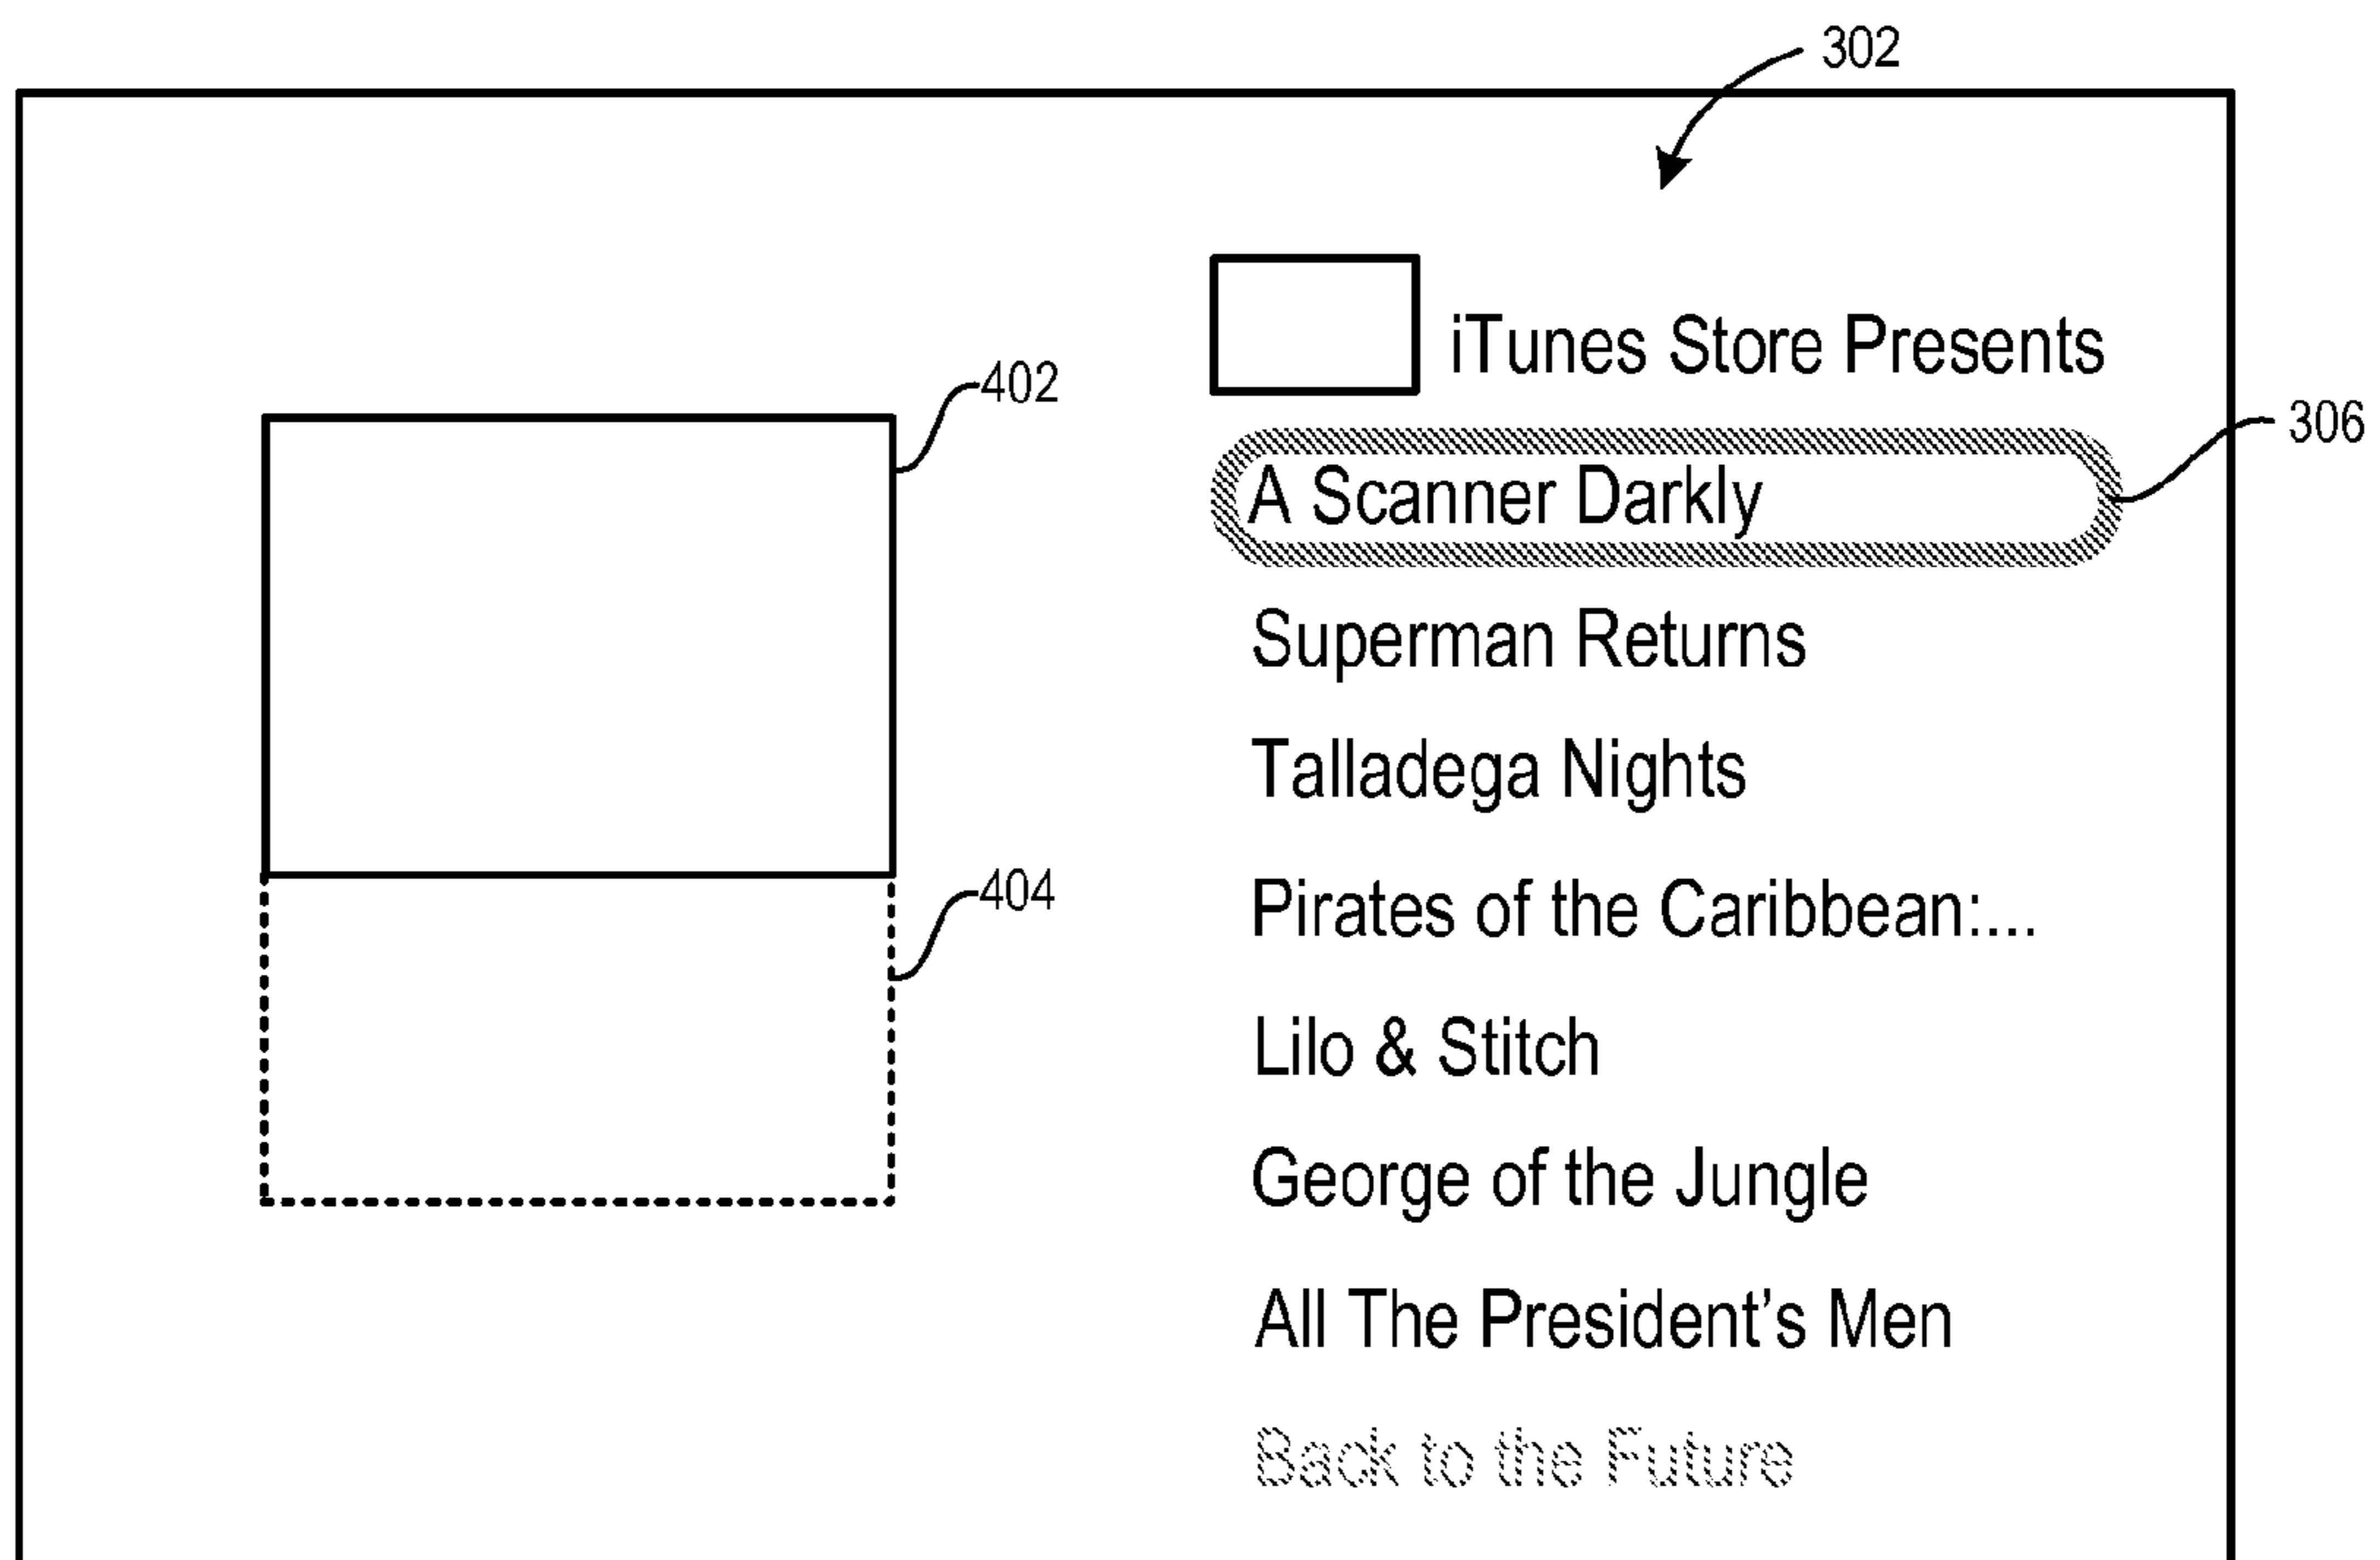 302
iTunes Store Presents
402
306
A Scanner Darkly
Superman Returns
Talladega Nights
404
Pirates of the Caribbean:...
Lilo & Stitch
George of the Jungle
All The President’s Men
Back to the Future